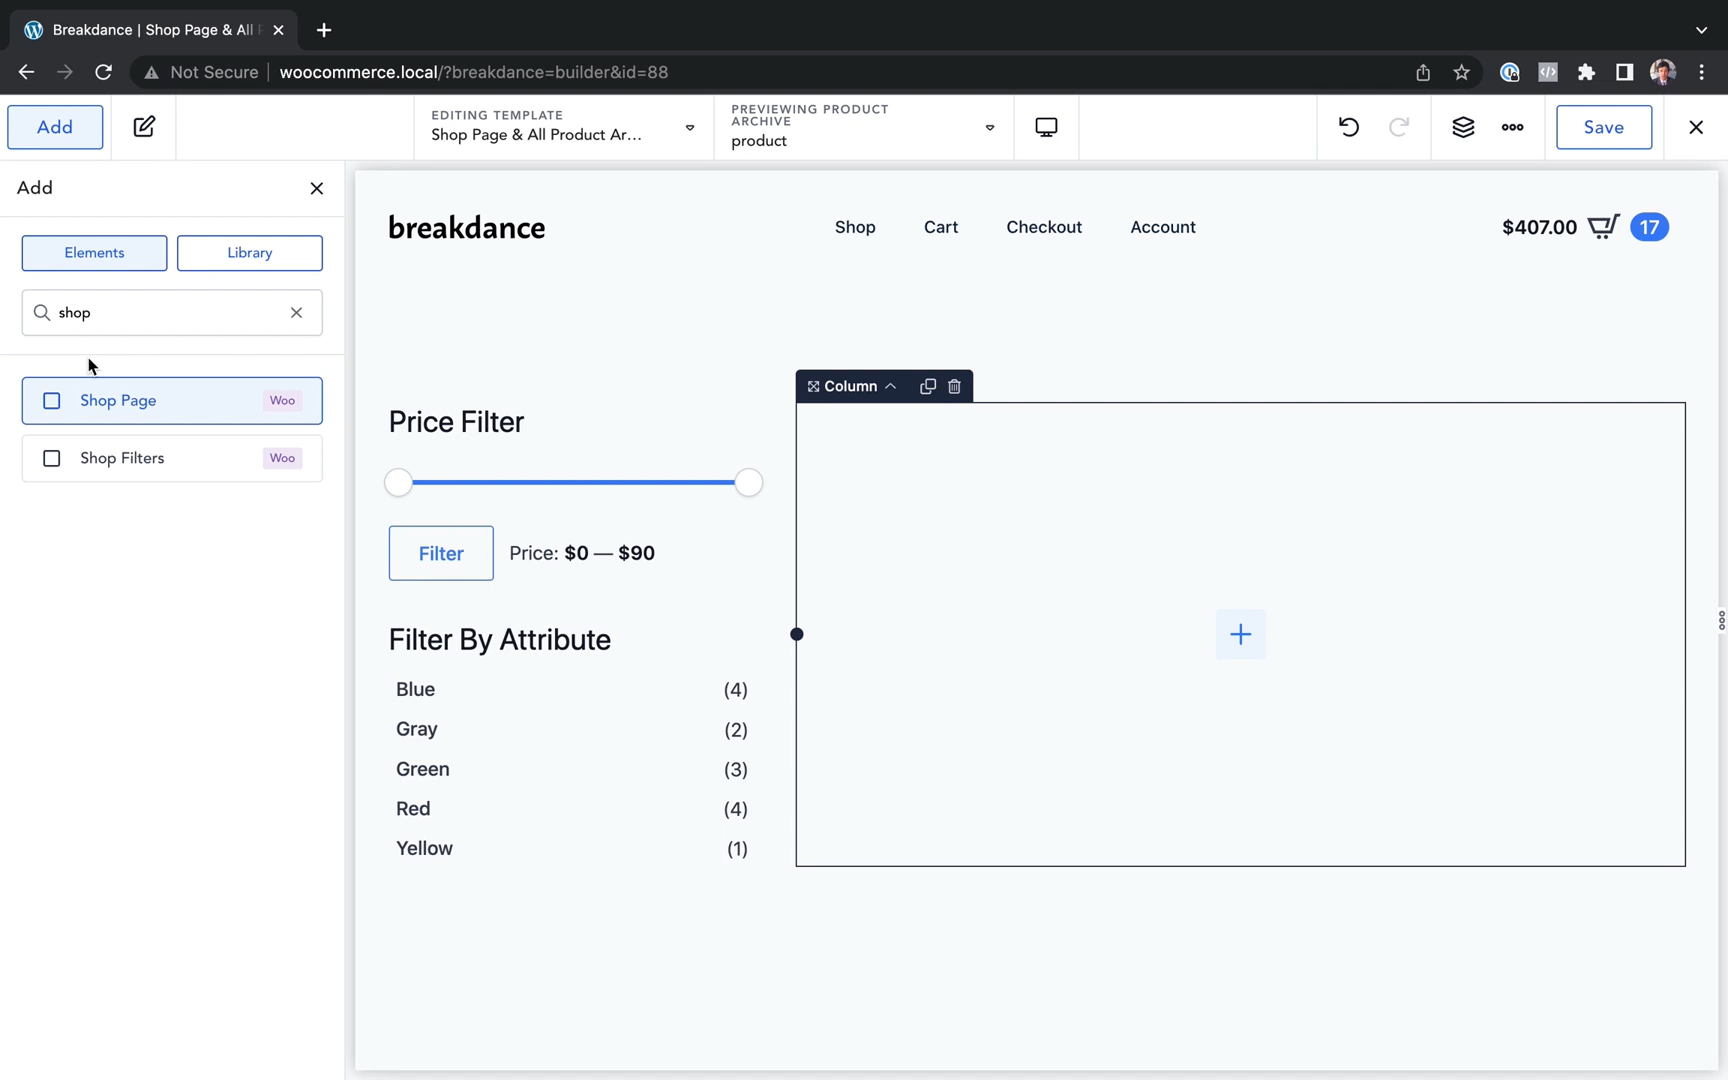 Breakdance | Shop Page & All
Not Secure
woocommerce.local/?breakdance=builder&id=88
Add
EDITING TEMPLATE
Shop Page & All Product Ar...
PREVIEWING PRODUCT
ARCHIVE
product
Save
Add
Elements
Library
shop
Shop Page
Woo
Shop Filters
Woo
breakdance
Shop
Cart
Checkout
Account
$407.00
17
Column
Price Filter
Filter
Price: $0 — $90
Filter By Attribute
Blue (4)
Gray (2)
Green (3)
Red (4)
Yellow (1)